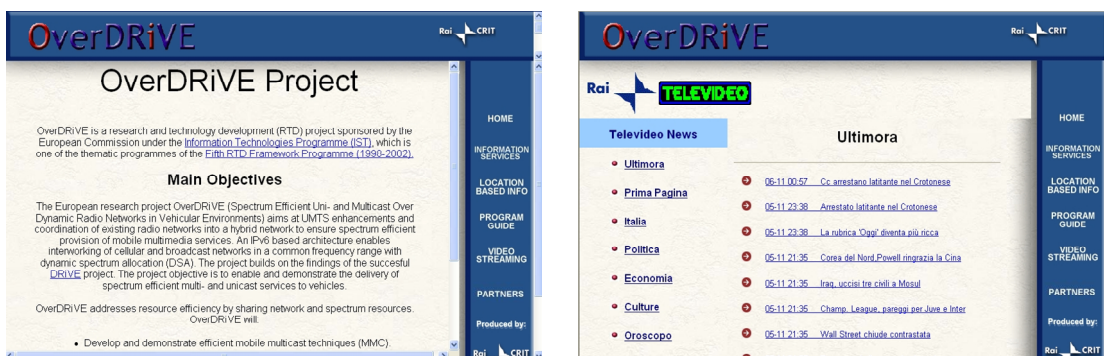 OverDRiVE
Rai CRIT
OverDRiVE Project
OverDRiVE is a research and technology development (RTD) project sponsored by the
European Commission under the Information Technologies Programme (IST), which is
one of the thematic programmes of the Fifth RTD Framework Programme (1990-2002).
Main Objectives
The European research project OverDRiVE (Spectrum Efficient Uni- and Multicast Over
Dynamic Radio Networks in Vehicular Environments) aims at UMTS enhancements and
coordination of existing radio networks into a hybrid network to ensure spectrum efficient
provision of mobile multimedia services. An IPv6 based architecture enables
interworking of cellular and broadcast networks in a common frequency range with
dynamic spectrum allocation (DSA). The project builds on the findings of the succesful
DRiVE project. The project objective is to enable and demonstrate the delivery of
spectrum efficient multi- and unicast services to vehicles.
OverDRiVE addresses resource efficiency by sharing network and spectrum resources.
OverDRiVE will:
• Develop and demonstrate efficient mobile multicast techniques (MMC).
HOME
INFORMATION
SERVICES
LOCATION
BASED INFO
PROGRAM
GUIDE
VIDEO
STREAMING
PARTNERS
Produced by:
Rai CRIT
OverDRiVE
Rai CRIT
Rai TELEVIDEO
Televideo News
Ultimora
Prima Pagina
Italia
Politica
Economia
Culture
Oroscopo
Ultimora
06-11 00:57 Cc arrestano latitante nel Crotonese
05-11 23:38 Arrestato latitante nel Crotonese
05-11 23:38 La rubrica 'Oggi' diventa più ricca
05-11 21:35 Corea del Nord,Powell ringrazia la Cina
05-11 21:35 Iraq, uccisi tre civili a Mosul
05-11 21:35 Champ. League, pareggi per Juve e Inter
05-11 21:35 Wall Street chiude contrastata
HOME
INFORMATION
SERVICES
LOCATION
BASED INFO
PROGRAM
GUIDE
VIDEO
STREAMING
PARTNERS
Produced by:
Rai CRIT